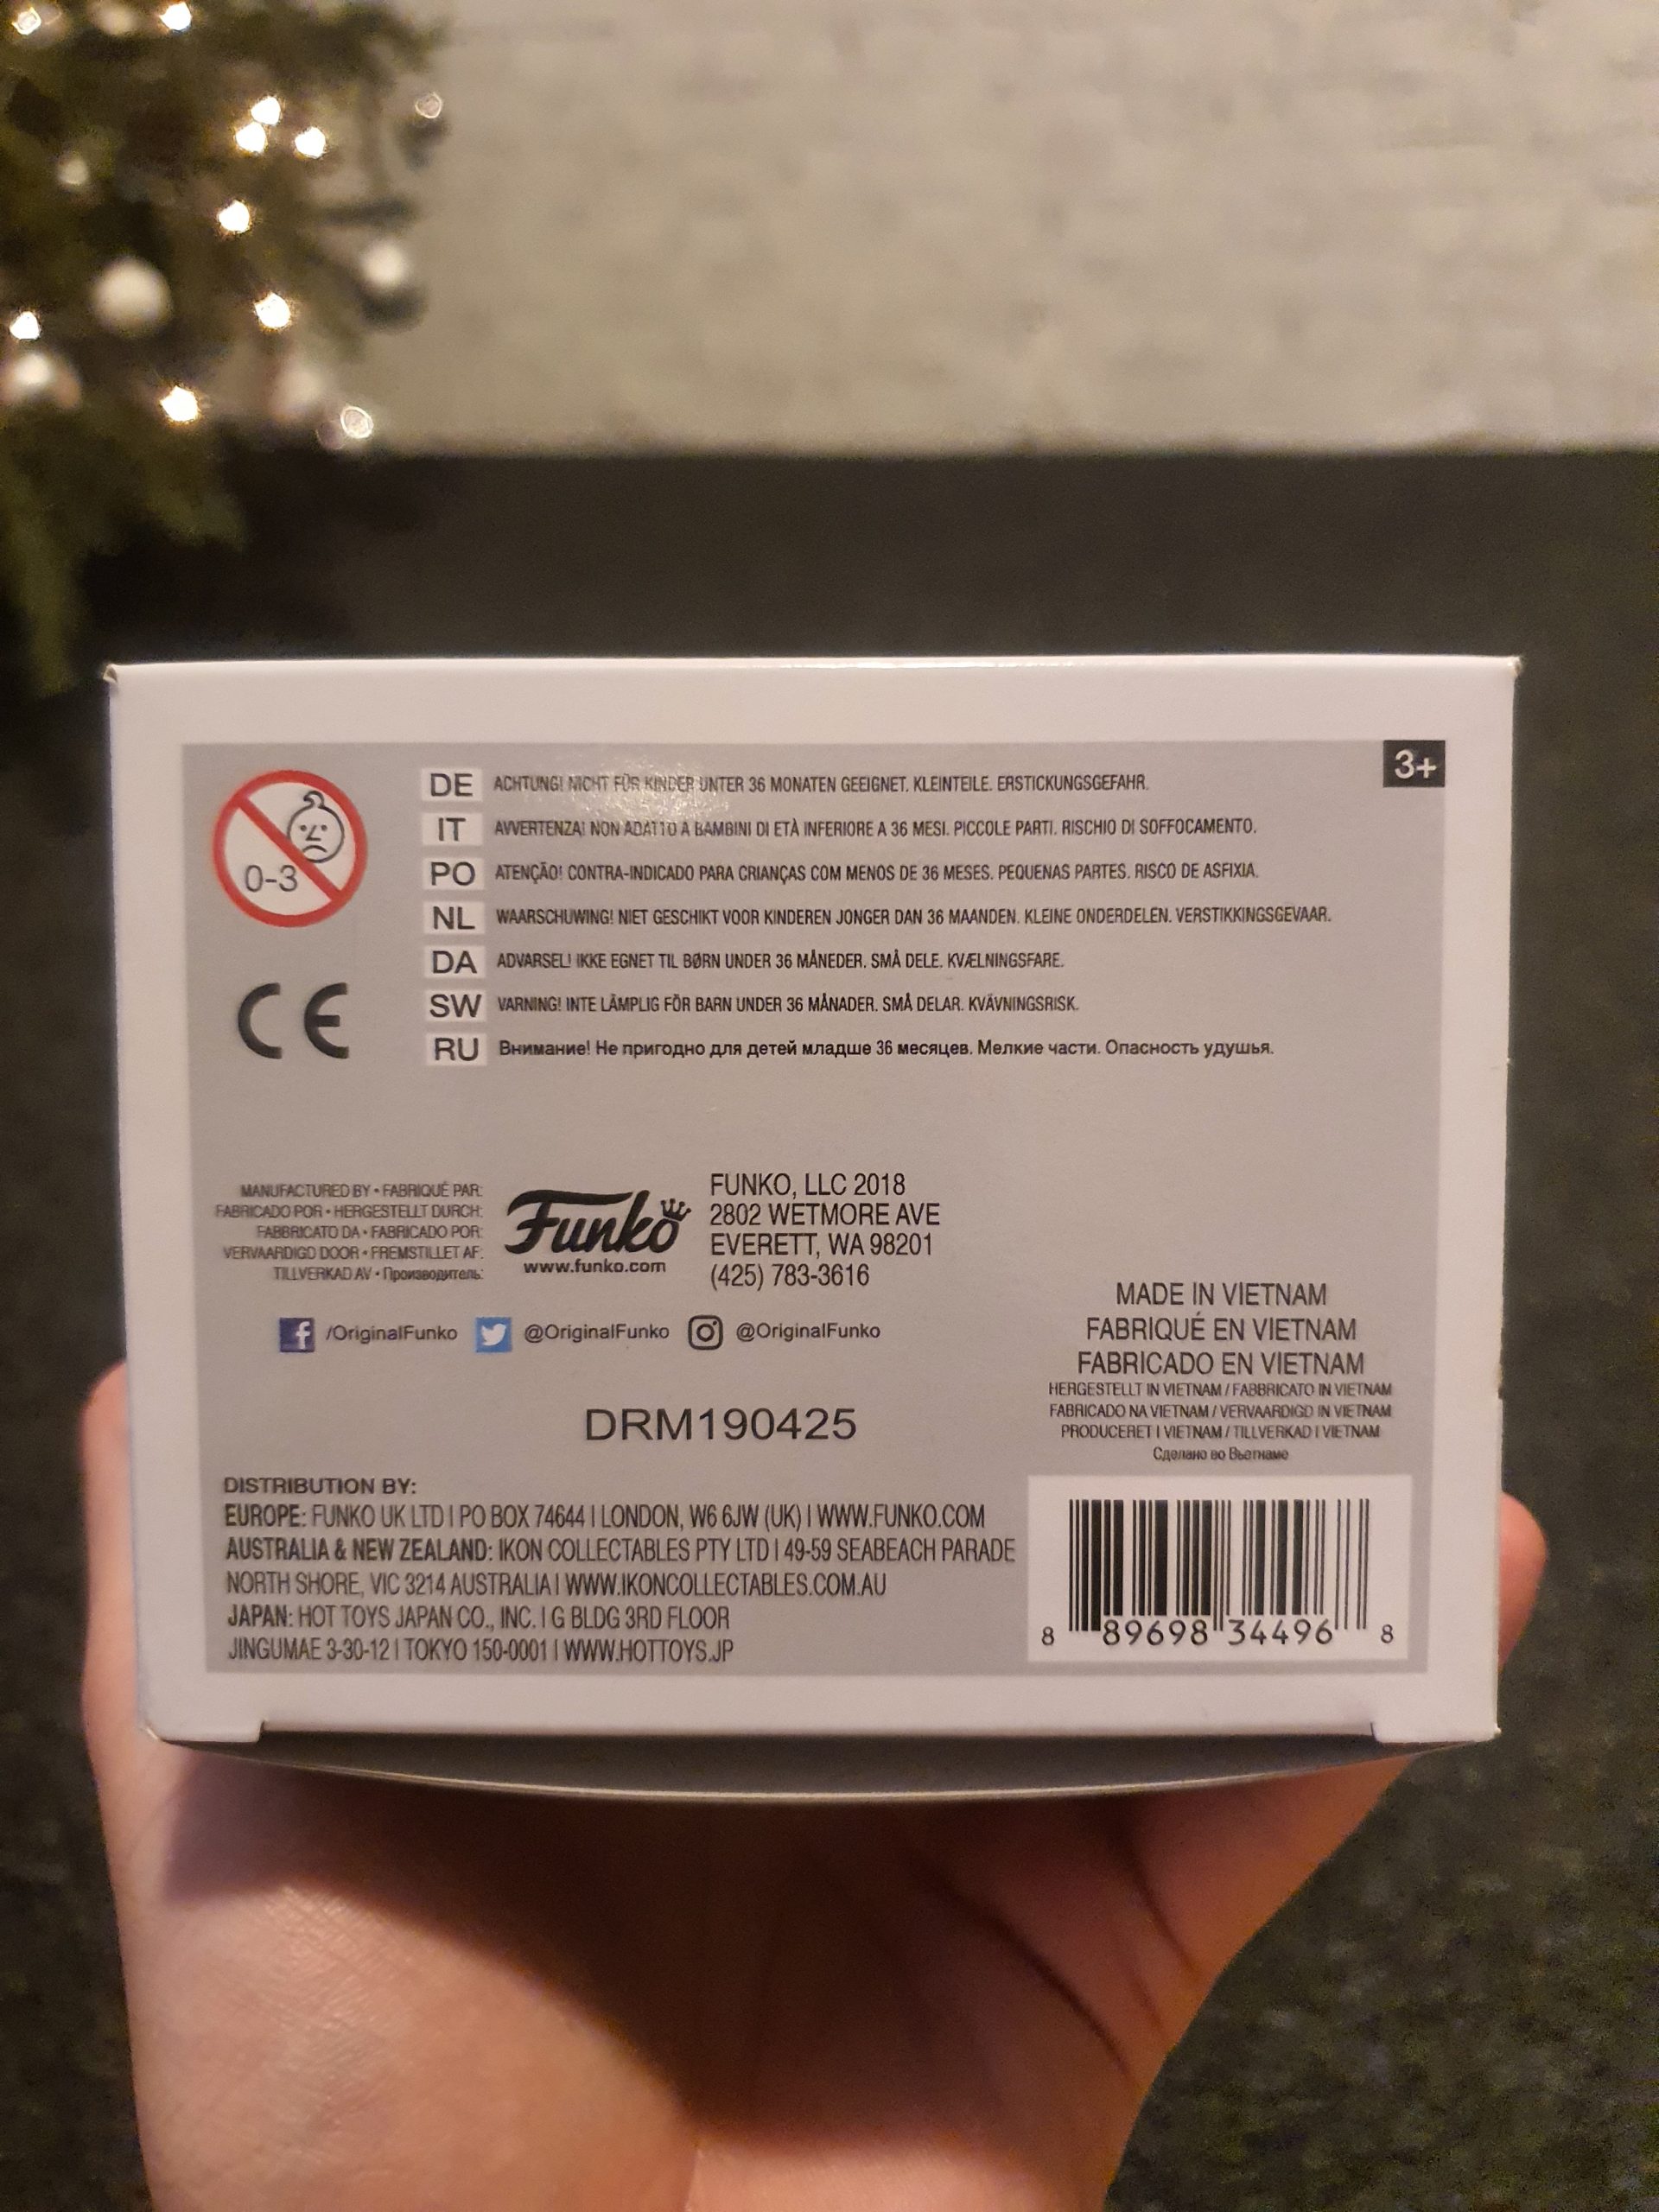 3+
0-3
DE ACHTUNG! NICHT FÜR KINDER UNTER 36 MONATEN GEEIGNET. KLEINTEILE. ERSTICKUNGSGEFAHR.
IT AVVERTENZA! NON ADATTO A BAMBINI DI ETÀ INFERIORE A 36 MESI. PICCOLE PARTI. RISCHIO DI SOFFOCAMENTO.
PO ATENÇÃO! CONTRA-INDICADO PARA CRIANÇAS COM MENOS DE 36 MESES. PEQUENAS PARTES. RISCO DE ASFIXIA.
NL WAARSCHUWING! NIET GESCHIKT VOOR KINDEREN JONGER DAN 36 MAANDEN. KLEINE ONDERDELEN. VERSTIKKINGSGEVAAR.
DA ADVARSEL! IKKE EGNET TIL BØRN UNDER 36 MÅNEDER. SMÅ DELE. KVÆLNINGSFARE.
SW VARNING! INTE LÄMPLIG FÖR BARN UNDER 36 MÅNADER. SMÅ DELAR. KVÄVNINGSRISK.
RU Внимание! Не пригодно для детей младше 36 месяцев. Мелкие части. Опасность удушья.
CE
MANUFACTURED BY • FABRIQUÉ PAR:
FABRICADO POR • HERGESTELLT DURCH:
FABBRICATO DA • FABRICADO POR:
VERVAARDIGD DOOR • FREMSTILLET AF:
TILLVERKAD AV • Производитель:
Funko
www.funko.com
FUNKO, LLC 2018
2802 WETMORE AVE
EVERETT, WA 98201
(425) 783-3616
/OriginalFunko @OriginalFunko @OriginalFunko
DRM190425
MADE IN VIETNAM
FABRIQUÉ EN VIETNAM
FABRICADO EN VIETNAM
HERGESTELLT IN VIETNAM / FABBRICATO IN VIETNAM
FABRICADO NA VIETNAM / VERVAARDIGD IN VIETNAM
PRODUCERET I VIETNAM / TILLVERKAD I VIETNAM
Сделано во Вьетнаме
DISTRIBUTION BY:
EUROPE: FUNKO UK LTD | PO BOX 74644 | LONDON, W6 6JW (UK) | WWW.FUNKO.COM
AUSTRALIA & NEW ZEALAND: IKON COLLECTABLES PTY LTD | 49-59 SEABEACH PARADE
NORTH SHORE, VIC 3214 AUSTRALIA | WWW.IKONCOLLECTABLES.COM.AU
JAPAN: HOT TOYS JAPAN CO., INC. | G BLDG 3RD FLOOR
JINGUMAE 3-30-12 | TOKYO 150-0001 | WWW.HOTTOYS.JP
8 89698 34496 8